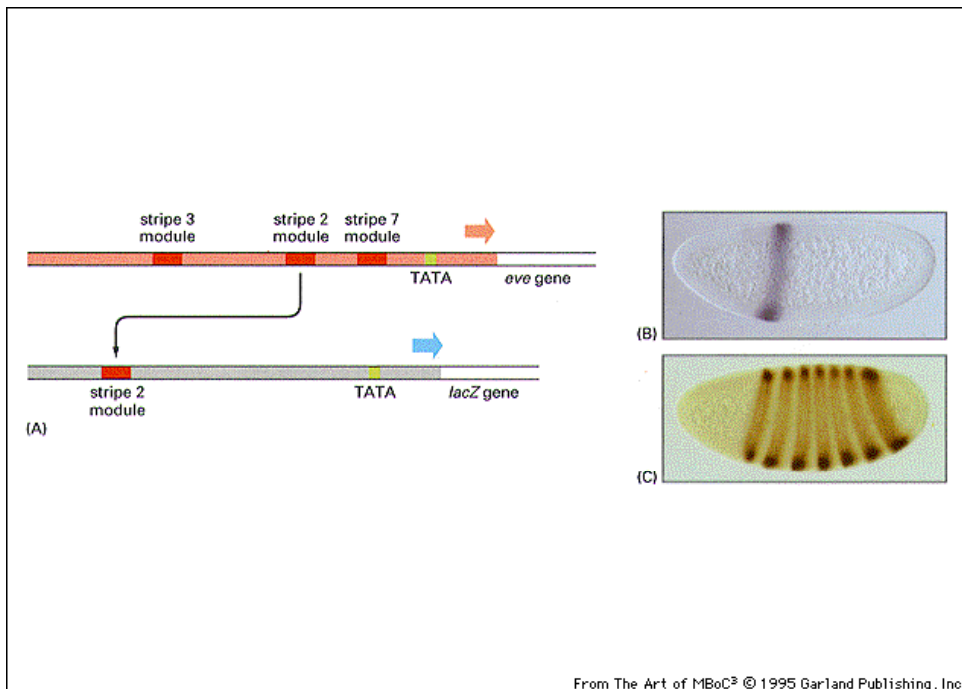 stripe 3
module
stripe 2
module
stripe 7
module
TATA
eve gene
stripe 2
module
TATA
lacZ gene
(A)
(B)
(C)
From The Art of MBoC³ © 1995 Garland Publishing, Inc